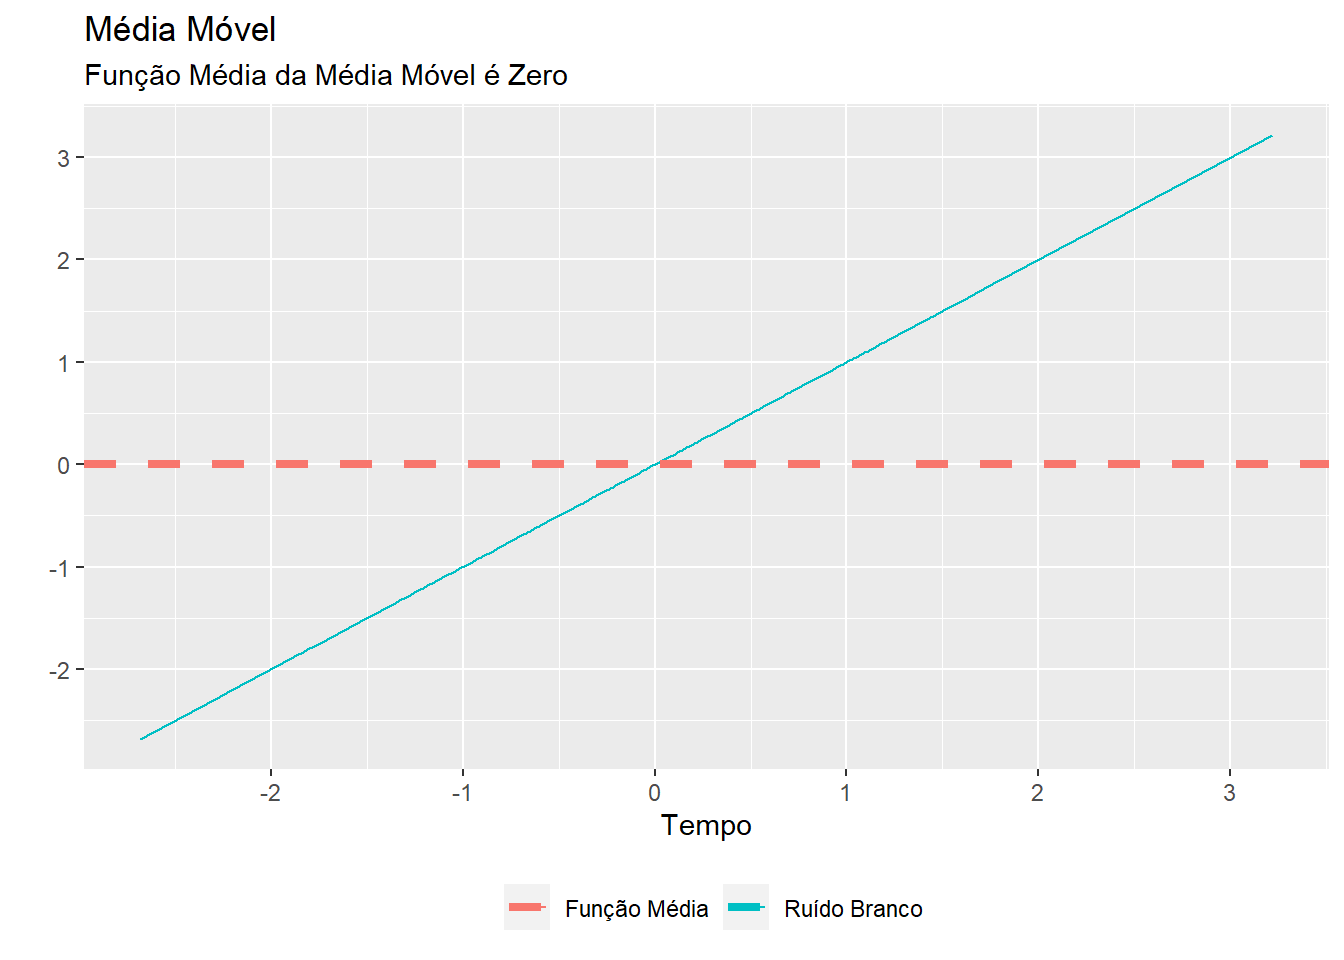 Média Móvel
Função Média da Média Móvel é Zero
3
2
1
0
-1
-2
-2 -1 0 1 2 3
Tempo
Função Média Ruído Branco